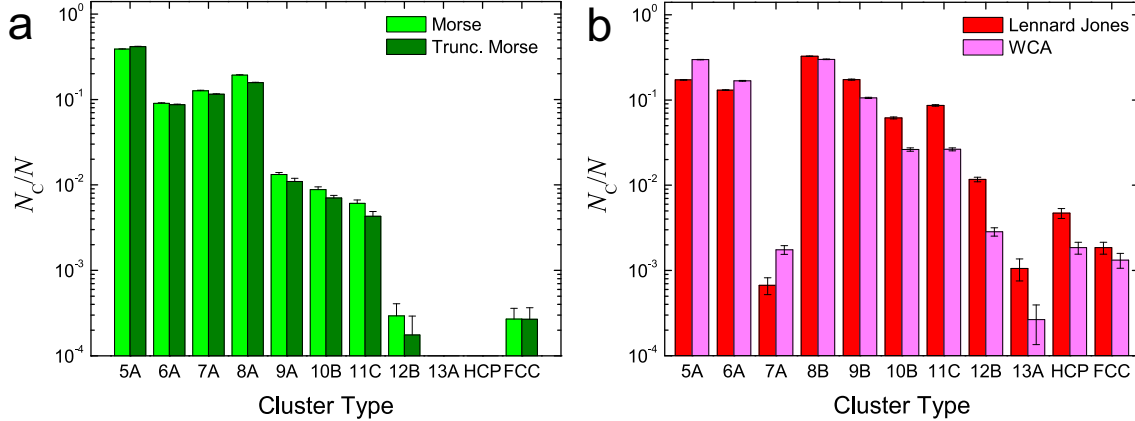 a
Morse
Trunc. Morse
10^0
10^-1
10^-2
10^-3
10^-4
N_C/N
5A 6A 7A 8A 9A 10B 11C 12B 13A HCP FCC
Cluster Type
b
Lennard Jones
WCA
10^0
10^-1
10^-2
10^-3
10^-4
N_C/N
5A 6A 7A 8B 9B 10B 11C 12B 13A HCP FCC
Cluster Type